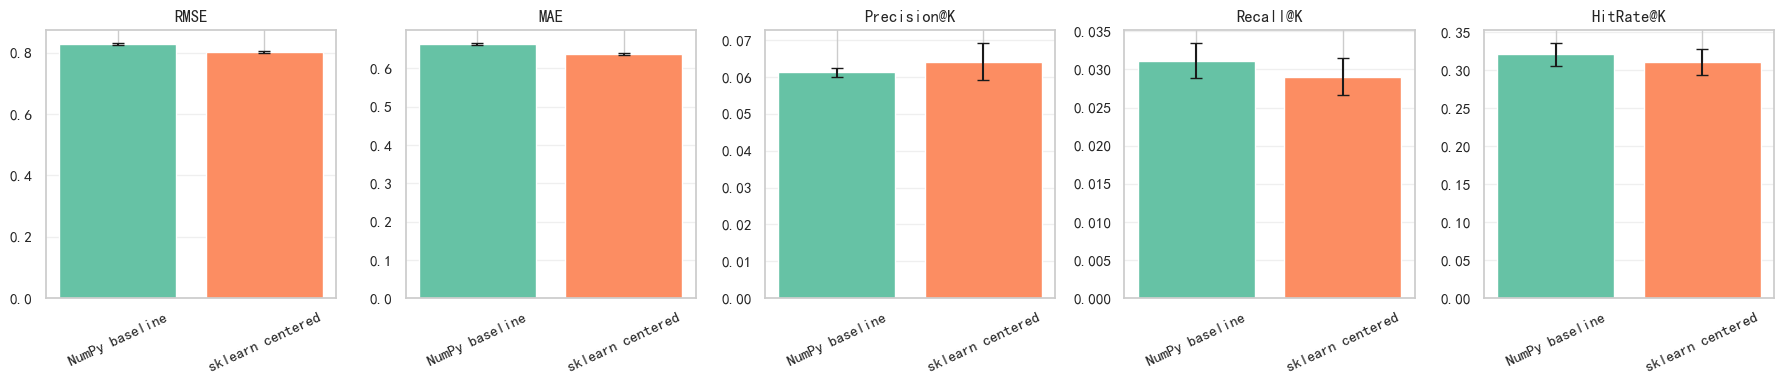 RMSE
0.8
0.6
0.4
0.2
0.0
NumPy baseline
sklearn centered
MAE
0.6
0.5
0.4
0.3
0.2
0.1
0.0
NumPy baseline
sklearn centered
Precision@K
0.07
0.06
0.05
0.04
0.03
0.02
0.01
0.00
NumPy baseline
sklearn centered
Recall@K
0.035
0.030
0.025
0.020
0.015
0.010
0.005
0.000
NumPy baseline
sklearn centered
HitRate@K
0.35
0.30
0.25
0.20
0.15
0.10
0.05
0.00
NumPy baseline
sklearn centered